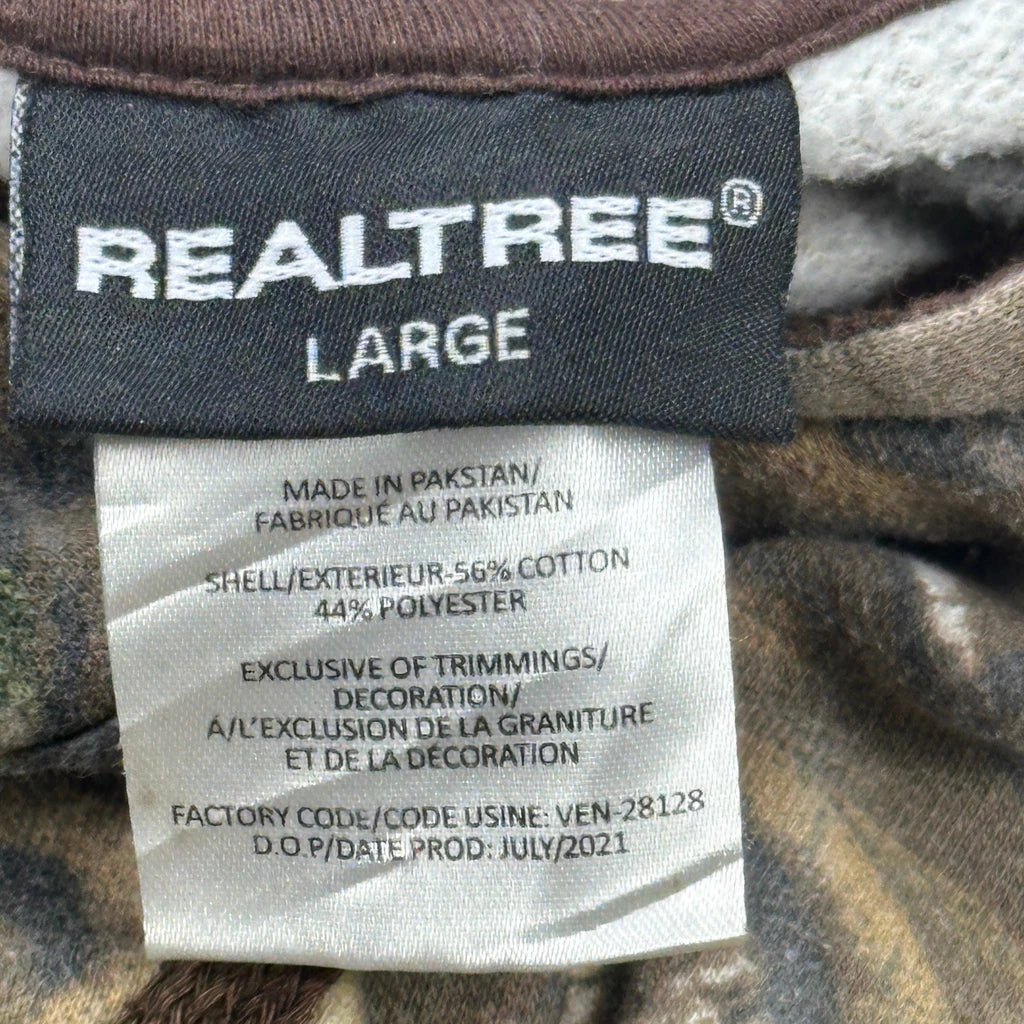 REALTREE®
LARGE
MADE IN PAKSTAN/
FABRIQUÉ AU PAKISTAN
SHELL/EXTERIEUR-56% COTTON
44% POLYESTER
EXCLUSIVE OF TRIMMINGS/
DECORATION/
Á/L'EXCLUSION DE LA GRANITURE
ET DE LA DÉCORATION
FACTORY CODE/CODE USINE: VEN-28128
D.O.P/DATE PROD: JULY/2021